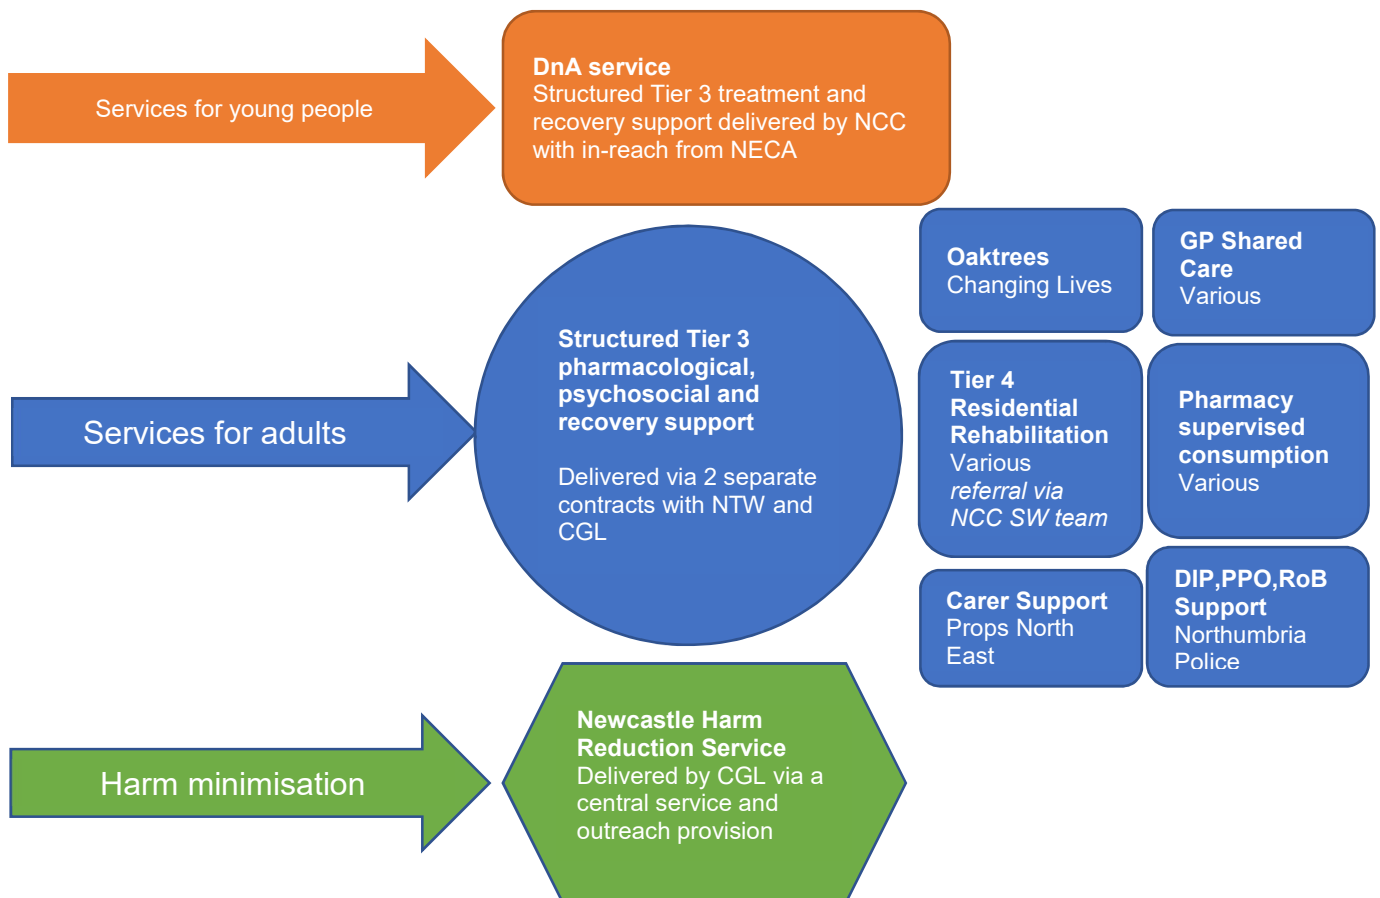 Services for young people
DnA service
Structured Tier 3 treatment and
recovery support delivered by NCC
with in-reach from NECA
Services for adults
Structured Tier 3
pharmacological,
psychosocial and
recovery support
Delivered via 2 separate
contracts with NTW and
CGL
Oaktrees
Changing Lives
GP Shared
Care
Various
Tier 4
Residential
Rehabilitation
Various
referral via
NCC SW team
Pharmacy
supervised
consumption
Various
Carer Support
Props North
East
DIP,PPO,RoB
Support
Northumbria
Police
Harm minimisation
Newcastle Harm
Reduction Service
Delivered by CGL via a
central service and
outreach provision